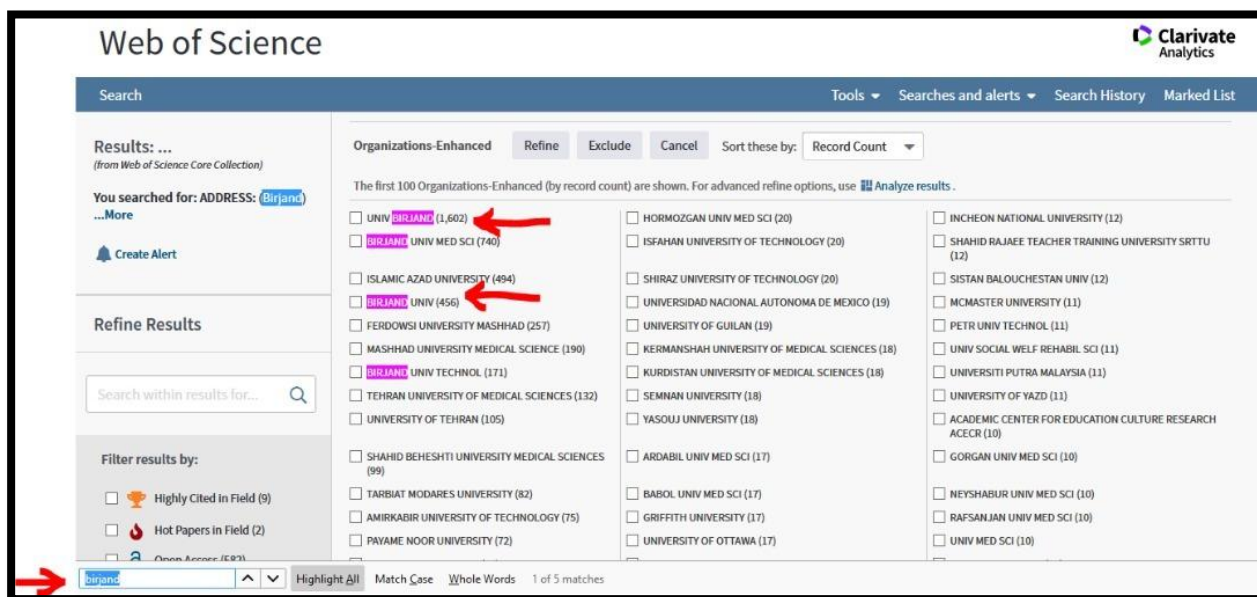 Web of Science
Clarivate
Analytics
Search
Tools
Searches and alerts
Search History
Marked List
Results: ...
(from Web of Science Core Collection)
You searched for: ADDRESS: (Birjand)
...More
Create Alert
Refine Results
Search within results for...
Filter results by:
Highly Cited in Field (9)
Hot Papers in Field (2)
Open Access (582)
Organizations-Enhanced
Refine
Exclude
Cancel
Sort these by:
Record Count
The first 100 Organizations-Enhanced (by record count) are shown. For advanced refine options, use Analyze results.
UNIV BIRJAND (1,602)
BIRJAND UNIV MED SCI (740)
ISLAMIC AZAD UNIVERSITY (494)
BIRJAND UNIV (456)
FERDOWSI UNIVERSITY MASHHAD (257)
MASHHAD UNIVERSITY MEDICAL SCIENCE (190)
BIRJAND UNIV TECHNOL (171)
TEHRAN UNIVERSITY OF MEDICAL SCIENCES (132)
UNIVERSITY OF TEHRAN (105)
SHAHID BEHESHTI UNIVERSITY MEDICAL SCIENCES
(99)
TARBIAT MODARES UNIVERSITY (82)
AMIRKABIR UNIVERSITY OF TECHNOLOGY (75)
PAYAME NOOR UNIVERSITY (72)
HORMOZGAN UNIV MED SCI (20)
ISFAHAN UNIVERSITY OF TECHNOLOGY (20)
SHIRAZ UNIVERSITY OF TECHNOLOGY (20)
UNIVERSIDAD NACIONAL AUTONOMA DE MEXICO (19)
UNIVERSITY OF GUILAN (19)
KERMANSHAH UNIVERSITY OF MEDICAL SCIENCES (18)
KURDISTAN UNIVERSITY OF MEDICAL SCIENCES (18)
SEMNAN UNIVERSITY (18)
YASOUJ UNIVERSITY (18)
ARDABIL UNIV MED SCI (17)
BABOL UNIV MED SCI (17)
GRIFFITH UNIVERSITY (17)
UNIVERSITY OF OTTAWA (17)
INCHEON NATIONAL UNIVERSITY (12)
SHAHID RAJAEE TEACHER TRAINING UNIVERSITY SRTTU
(12)
SISTAN BALOUCHESTAN UNIV (12)
MCMASTER UNIVERSITY (11)
PETR UNIV TECHNOL (11)
UNIV SOCIAL WELF REHABIL SCI (11)
UNIVERSITI PUTRA MALAYSIA (11)
UNIVERSITY OF YAZD (11)
ACADEMIC CENTER FOR EDUCATION CULTURE RESEARCH
ACECR (10)
GORGAN UNIV MED SCI (10)
NEYSHABUR UNIV MED SCI (10)
RAFSANJAN UNIV MED SCI (10)
UNIV MED SCI (10)
birjand
Highlight All
Match Case
Whole Words
1 of 5 matches